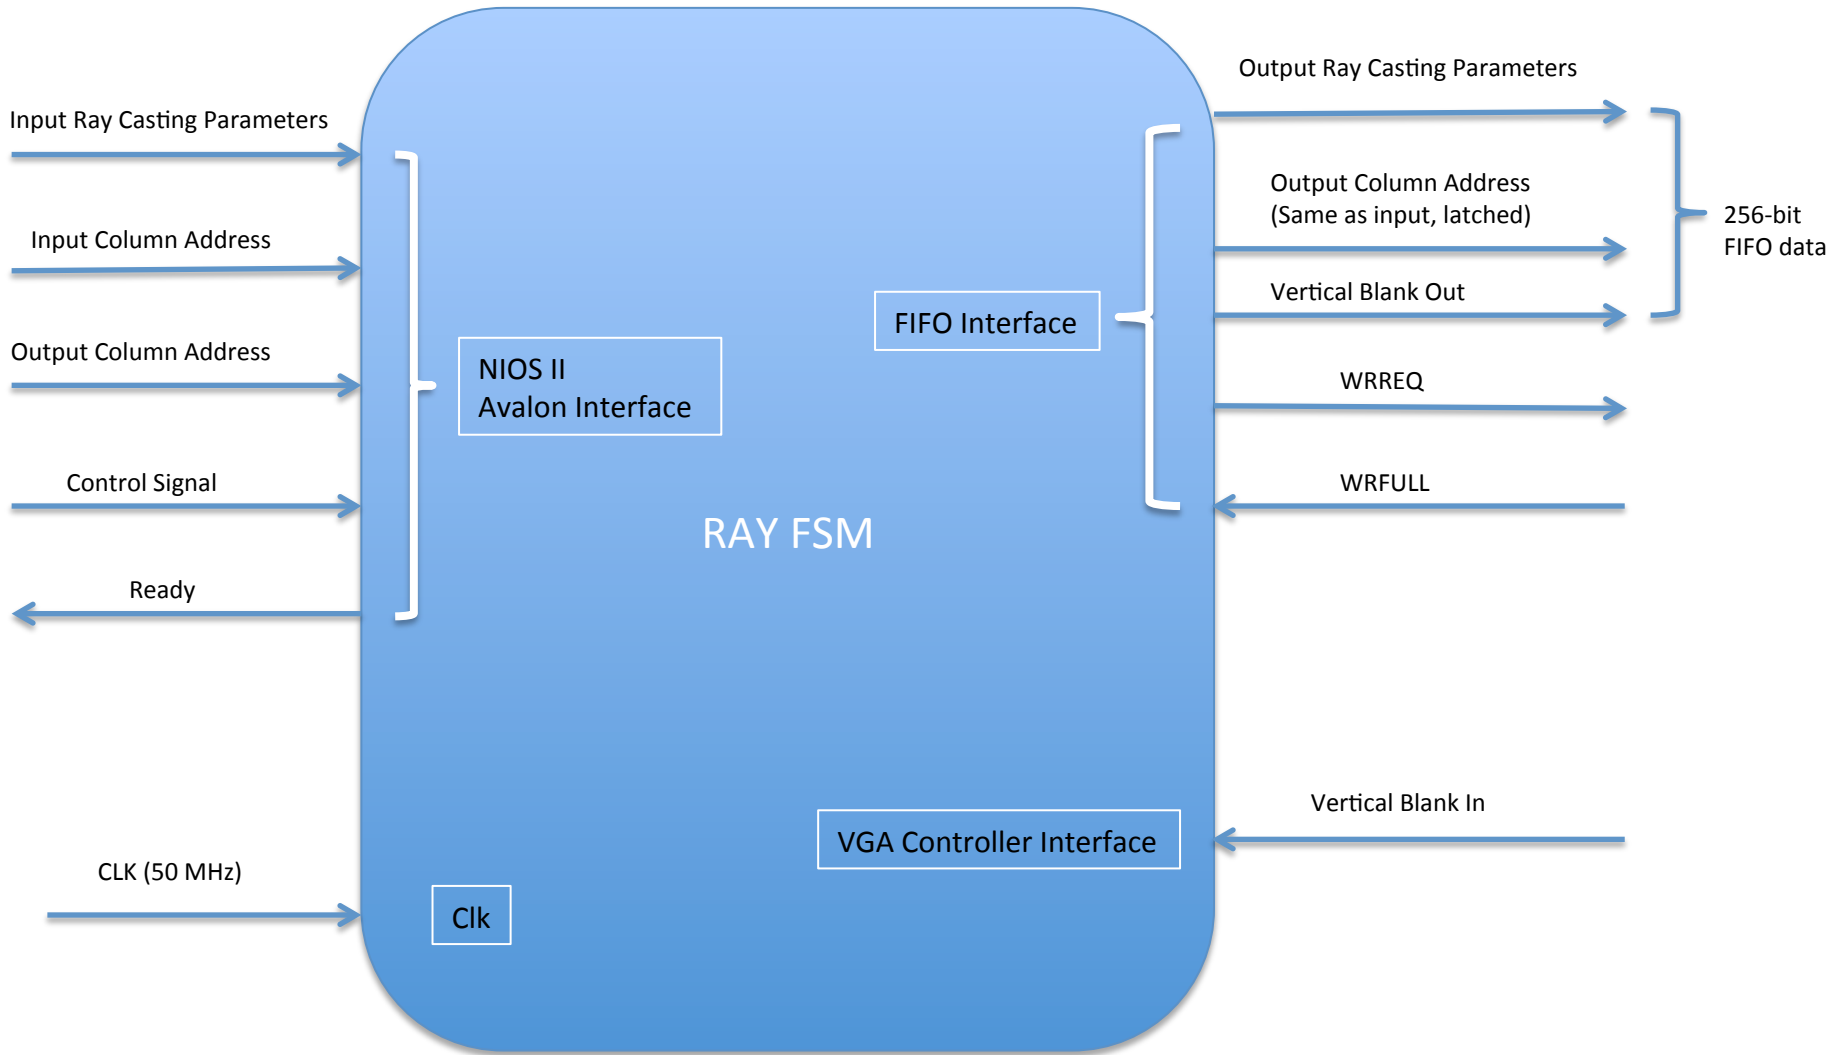 Input Ray Casting Parameters
Input Column Address
Output Column Address
Control Signal
Ready
CLK (50 MHz)
NIOS II
Avalon Interface
Clk
RAY FSM
FIFO Interface
VGA Controller Interface
Output Ray Casting Parameters
Output Column Address
(Same as input, latched)
Vertical Blank Out
WRREQ
WRFULL
Vertical Blank In
256-bit
FIFO data